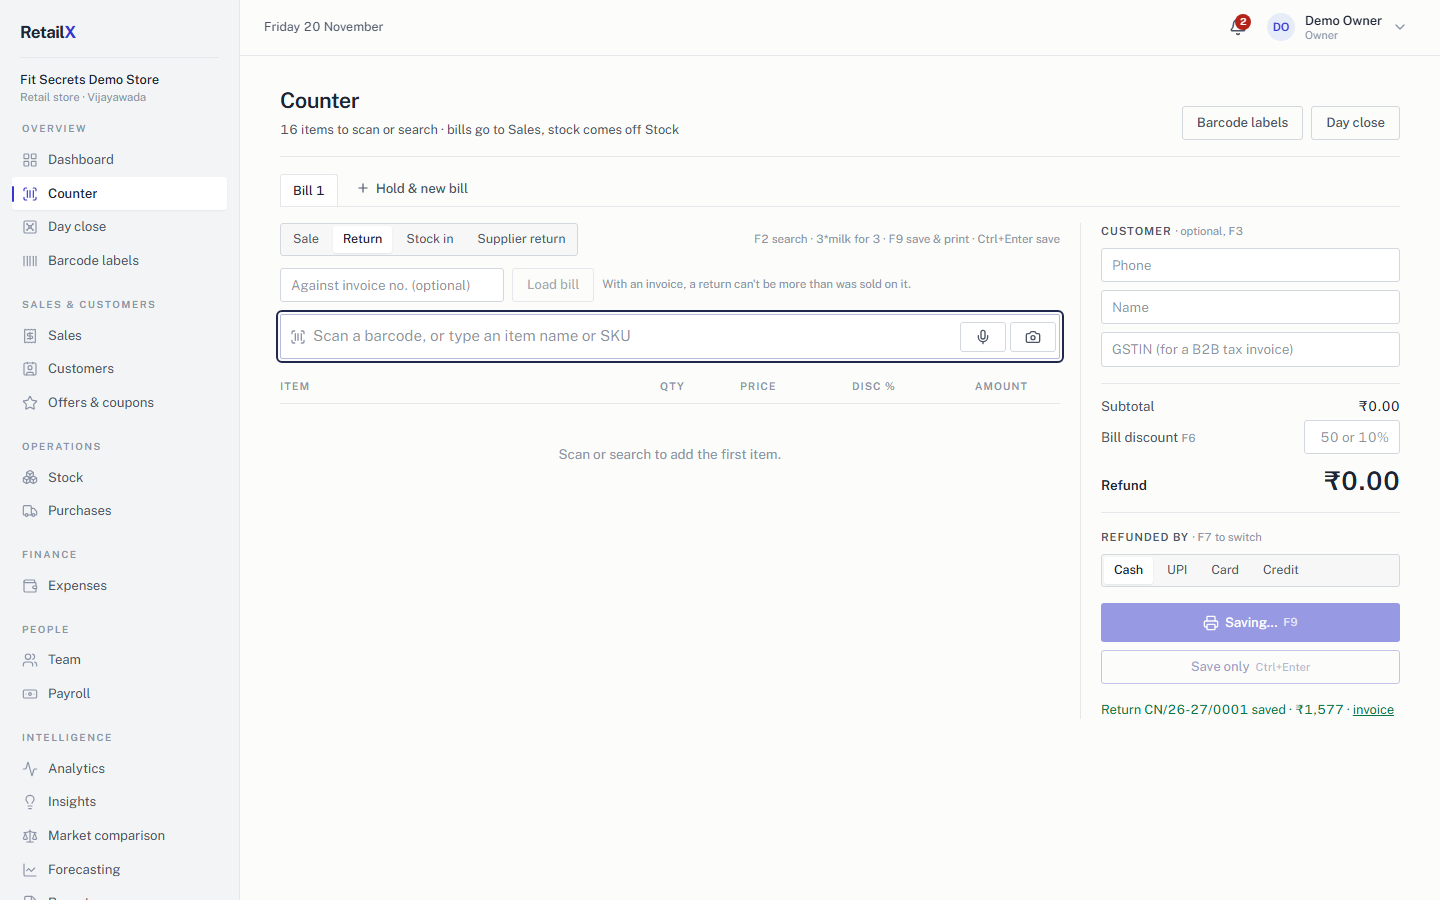 RetailX
Fit Secrets Demo Store
Retail store · Vijayawada
OVERVIEW
Dashboard
Counter
Day close
Barcode labels
SALES & CUSTOMERS
Sales
Customers
Offers & coupons
OPERATIONS
Stock
Purchases
FINANCE
Expenses
PEOPLE
Team
Payroll
INTELLIGENCE
Analytics
Insights
Market comparison
Forecasting
Friday 20 November
2
DO
Demo Owner
Owner
Counter
16 items to scan or search · bills go to Sales, stock comes off Stock
Barcode labels
Day close
Bill 1
+ Hold & new bill
Sale Return Stock in Supplier return
F2 search · 3*milk for 3 · F9 save & print · Ctrl+Enter save
Against invoice no. (optional)
Load bill
With an invoice, a return can't be more than was sold on it.
Scan a barcode, or type an item name or SKU
ITEM QTY PRICE DISC % AMOUNT
Scan or search to add the first item.
CUSTOMER · optional, F3
Phone
Name
GSTIN (for a B2B tax invoice)
Subtotal ₹0.00
Bill discount F6 50 or 10%
Refund ₹0.00
REFUNDED BY · F7 to switch
Cash UPI Card Credit
Saving... F9
Save only Ctrl+Enter
Return CN/26-27/0001 saved · ₹1,577 · invoice